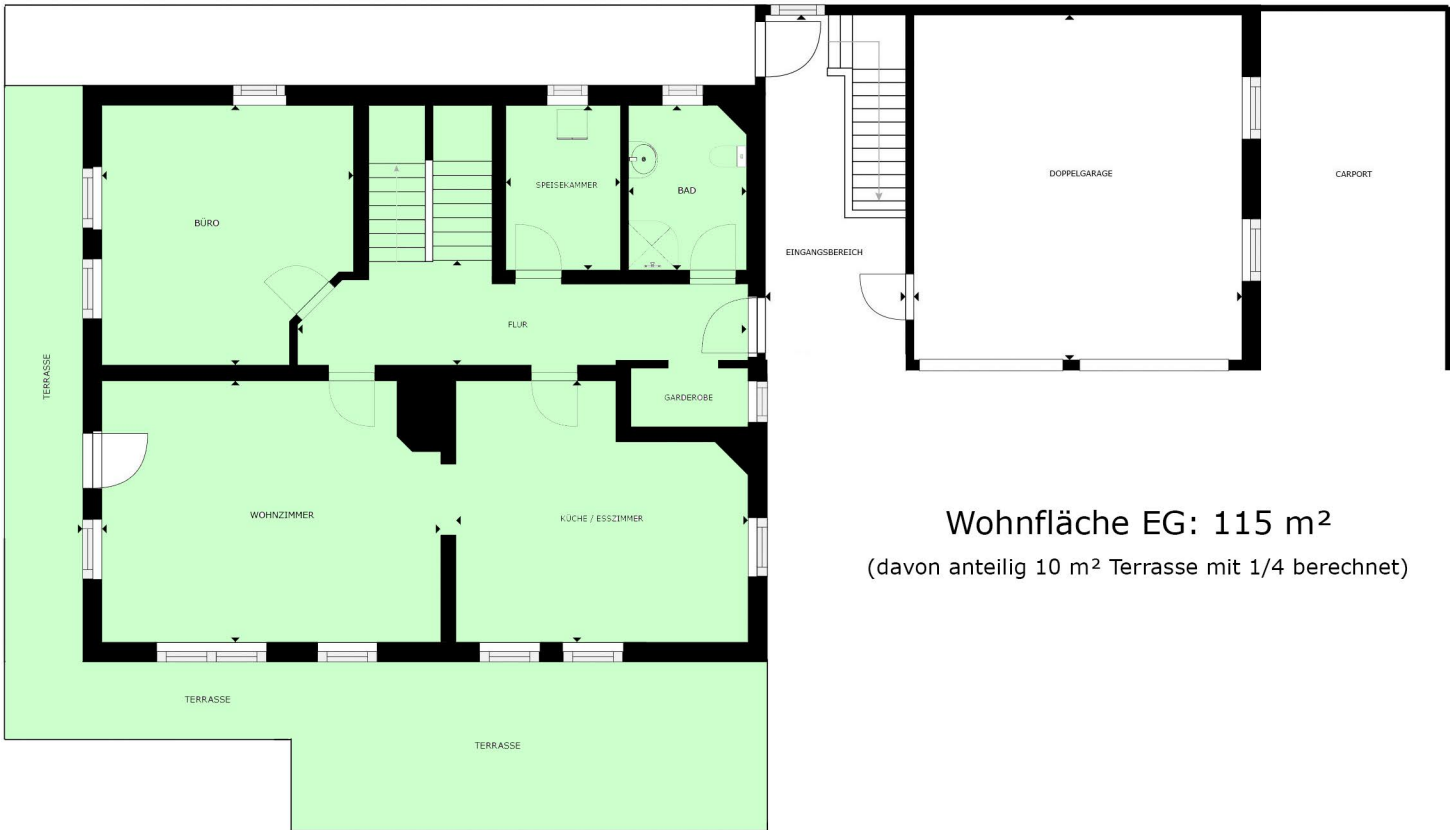 DOPPELGARAGE
CARPORT
SPEISEKAMMER
BAD
BÜRO
EINGANGSBEREICH
FLUR
TERRASSE
GARDEROBE
WOHNZIMMER
KÜCHE / ESSZIMMER
Wohnfläche EG: 115 m²
(davon anteilig 10 m² Terrasse mit 1/4 berechnet)
TERRASSE
TERRASSE